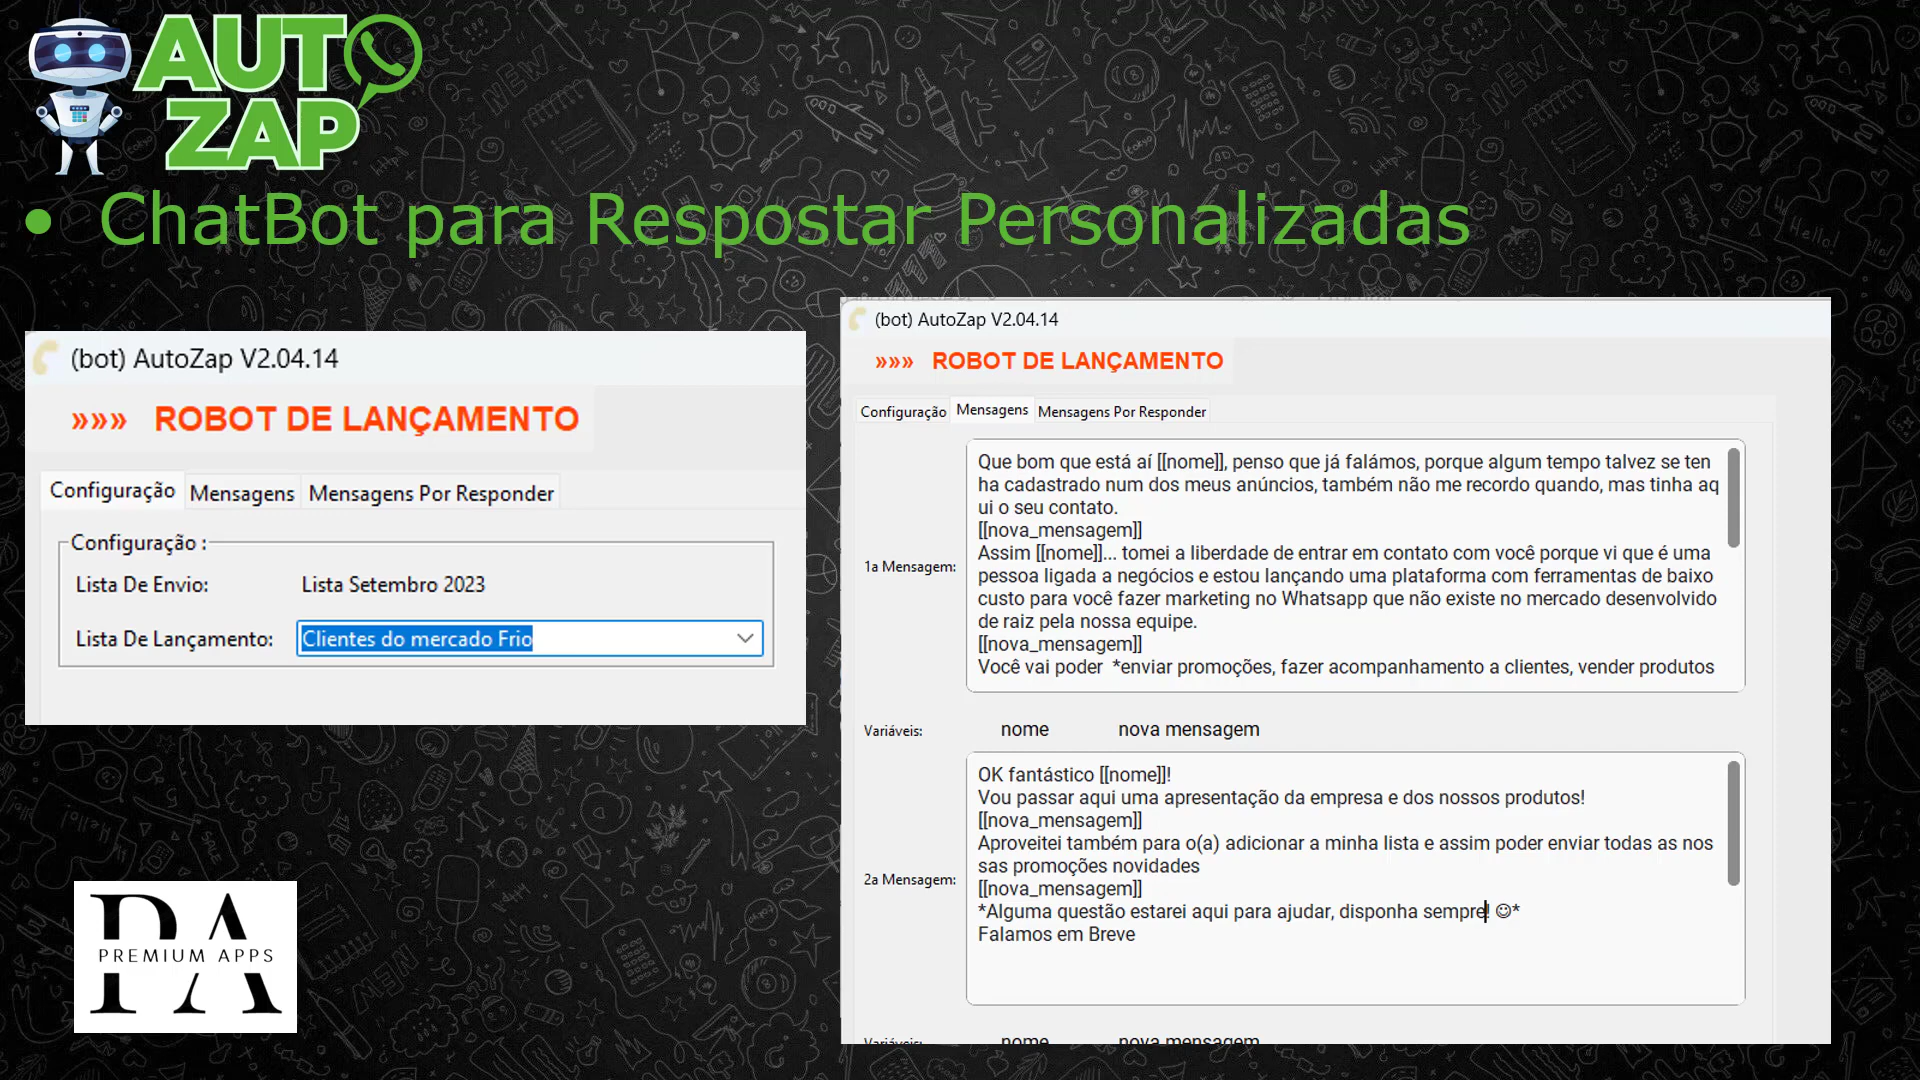 AUTO
ZAP
• ChatBot para Respostar Personalizadas
(bot) AutoZap V2.04.14
»»» ROBOT DE LANÇAMENTO
Configuração Mensagens Mensagens Por Responder
Configuração :
Lista De Envio: Lista Setembro 2023
Lista De Lançamento: Clientes do mercado Frio
(bot) AutoZap V2.04.14
»»» ROBOT DE LANÇAMENTO
Configuração Mensagens Mensagens Por Responder
1a Mensagem:
Que bom que está aí [[nome]], penso que já falámos, porque algum tempo talvez se ten
ha cadastrado num dos meus anúncios, também não me recordo quando, mas tinha aq
ui o seu contato.
[[nova_mensagem]]
Assim [[nome]]... tomei a liberdade de entrar em contato com você porque vi que é uma
pessoa ligada a negócios e estou lançando uma plataforma com ferramentas de baixo
custo para você fazer marketing no Whatsapp que não existe no mercado desenvolvido
de raiz pela nossa equipe.
[[nova_mensagem]]
Você vai poder  *enviar promoções, fazer acompanhamento a clientes, vender produtos
Variáveis: nome nova mensagem
2a Mensagem:
OK fantástico [[nome]]!
Vou passar aqui uma apresentação da empresa e dos nossos produtos!
[[nova_mensagem]]
Aproveitei também para o(a) adicionar a minha lista e assim poder enviar todas as nos
sas promoções novidades
[[nova_mensagem]]
*Alguma questão estarei aqui para ajudar, disponha sempre! ☺*
Falamos em Breve
Variáveis: nome nova mensagem
PA
PREMIUM APPS